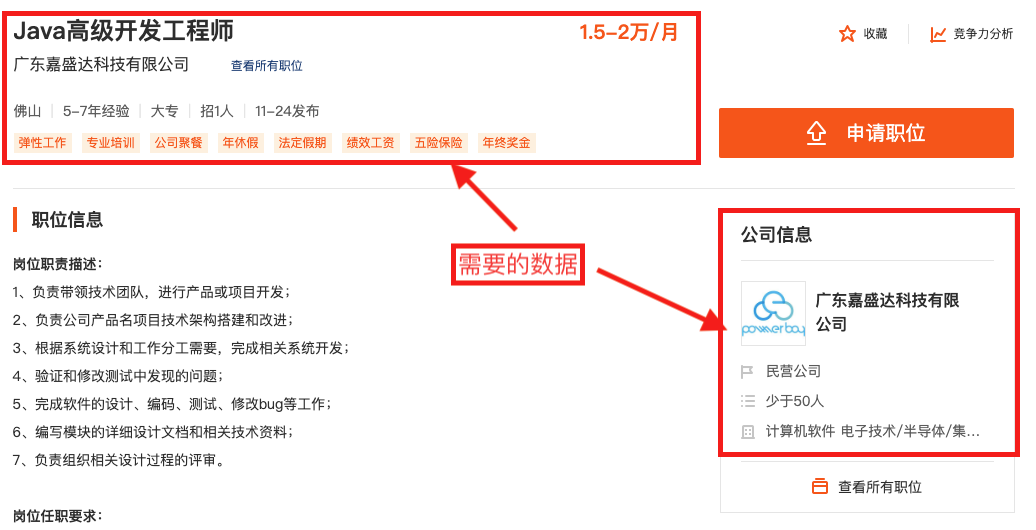 Java高级开发工程师
1.5-2万/月
收藏
竞争力分析
广东嘉盛达科技有限公司
查看所有职位
佛山 | 5-7年经验 | 大专 | 招1人 | 11-24发布
弹性工作 专业培训 公司聚餐 年休假 法定假期 绩效工资 五险保险 年终奖金
申请职位
职位信息
岗位职责描述：
1、负责带领技术团队，进行产品或项目开发；
2、负责公司产品名项目技术架构搭建和改进；
3、根据系统设计和工作分工需要，完成相关系统开发；
4、验证和修改测试中发现的问题；
5、完成软件的设计、编码、测试、修改bug等工作；
6、编写模块的详细设计文档和相关技术资料；
7、负责组织相关设计过程的评审。
岗位任职要求：
需要的数据
公司信息
powerbay
广东嘉盛达科技有限
公司
民营公司
少于50人
计算机软件 电子技术/半导体/集...
查看所有职位